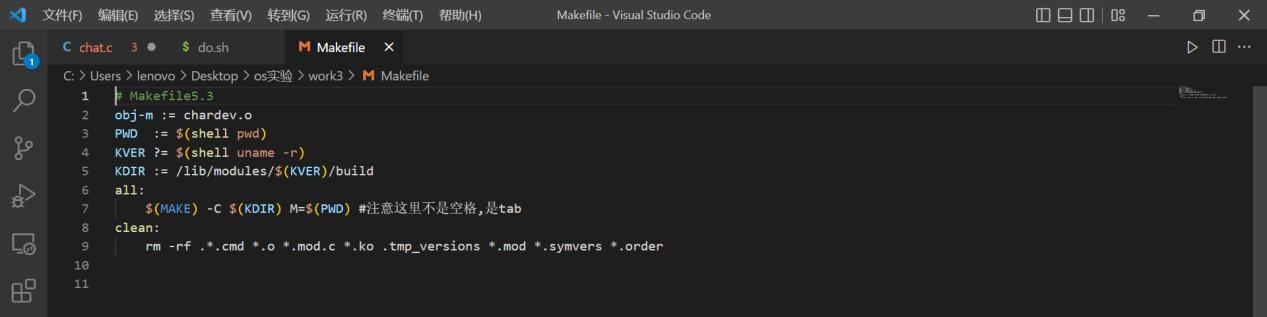 文件(F) 编辑(E) 选择(S) 查看(V) 转到(G) 运行(R) 终端(T) 帮助(H) Makefile - Visual Studio Code
C chat.c 3 $ do.sh M Makefile
C: > Users > lenovo > Desktop > os实验 > work3 > M Makefile
1
1 # Makefile5.3
2 obj-m := chardev.o
3 PWD  := $(shell pwd)
4 KVER ?= $(shell uname -r)
5 KDIR := /lib/modules/$(KVER)/build
6 all:
7     $(MAKE) -C $(KDIR) M=$(PWD) #注意这里不是空格,是tab
8 clean:
9     rm -rf .*.cmd *.o *.mod.c *.ko .tmp_versions *.mod *.symvers *.order
10
11